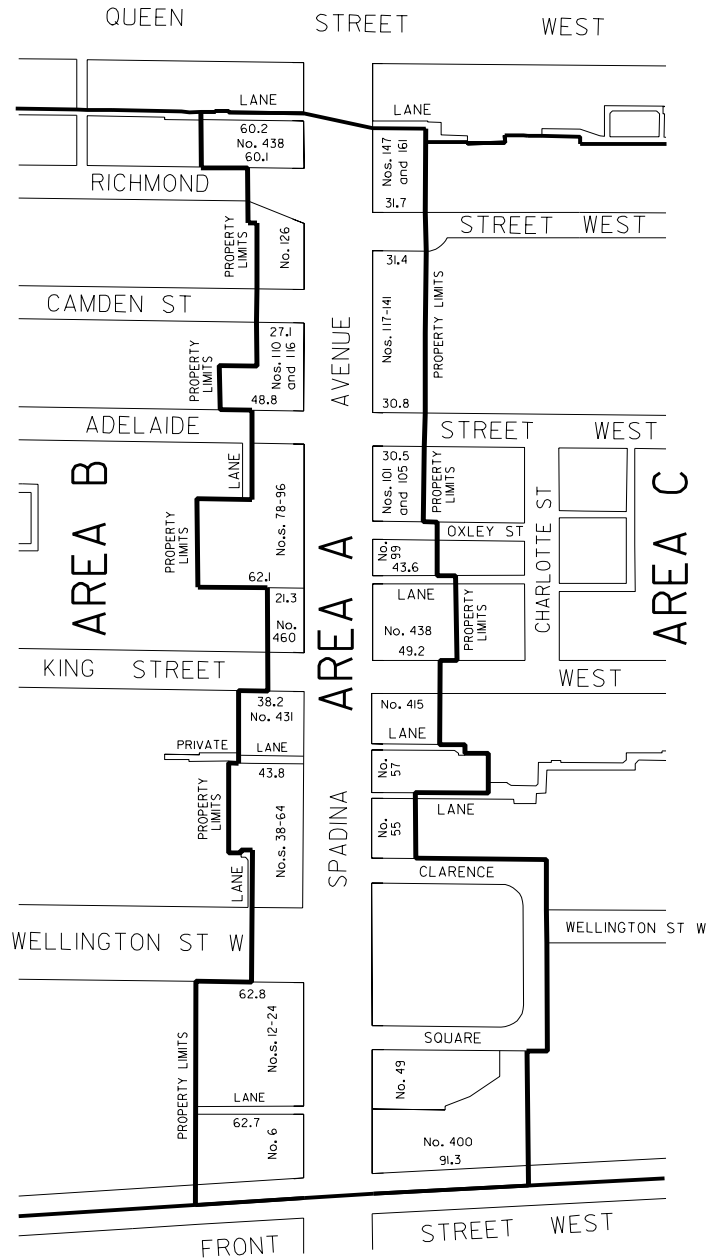 QUEEN STREET WEST
LANE
LANE
60.2
No. 438
60.1
Nos. 147
and 161
31.7
RICHMOND
STREET WEST
PROPERTY
LIMITS
No. 126
31.4
Nos. 117-141
30.8
PROPERTY LIMITS
CAMDEN ST
AVENUE
27.1
Nos. 110
and 116
48.8
PROPERTY
LIMITS
ADELAIDE
STREET WEST
LANE
No.s. 78-96
62.1
PROPERTY
LIMITS
30.5
Nos. 101
and 105
PROPERTY
LIMITS
OXLEY ST
CHARLOTTE ST
AREA B
AREA A
AREA C
No.
99
43.6
21.3
No.
460
LANE
No. 438
49.2
PROPERTY
LIMITS
KING STREET
WEST
38.2
No. 431
No. 415
PRIVATE LANE
LANE
43.8
No.s. 38-64
PROPERTY
LIMITS
LANE
No.
57
LANE
No.
55
SPADINA
CLARENCE
WELLINGTON ST W
WELLINGTON ST W
62.8
No.s. 12-24
LANE
PROPERTY LIMITS
62.7
No. 6
SQUARE
No. 49
No. 400
91.3
FRONT
STREET WEST